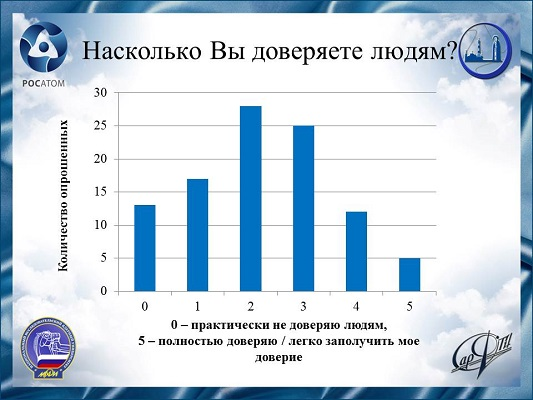 Насколько Вы доверяете людям?
РОСАТОМ
Количество опрошенных
30
25
20
15
10
5
0
0 1 2 3 4 5
0 – практически не доверяю людям,
5 – полностью доверяю / легко заполучить мое
доверие